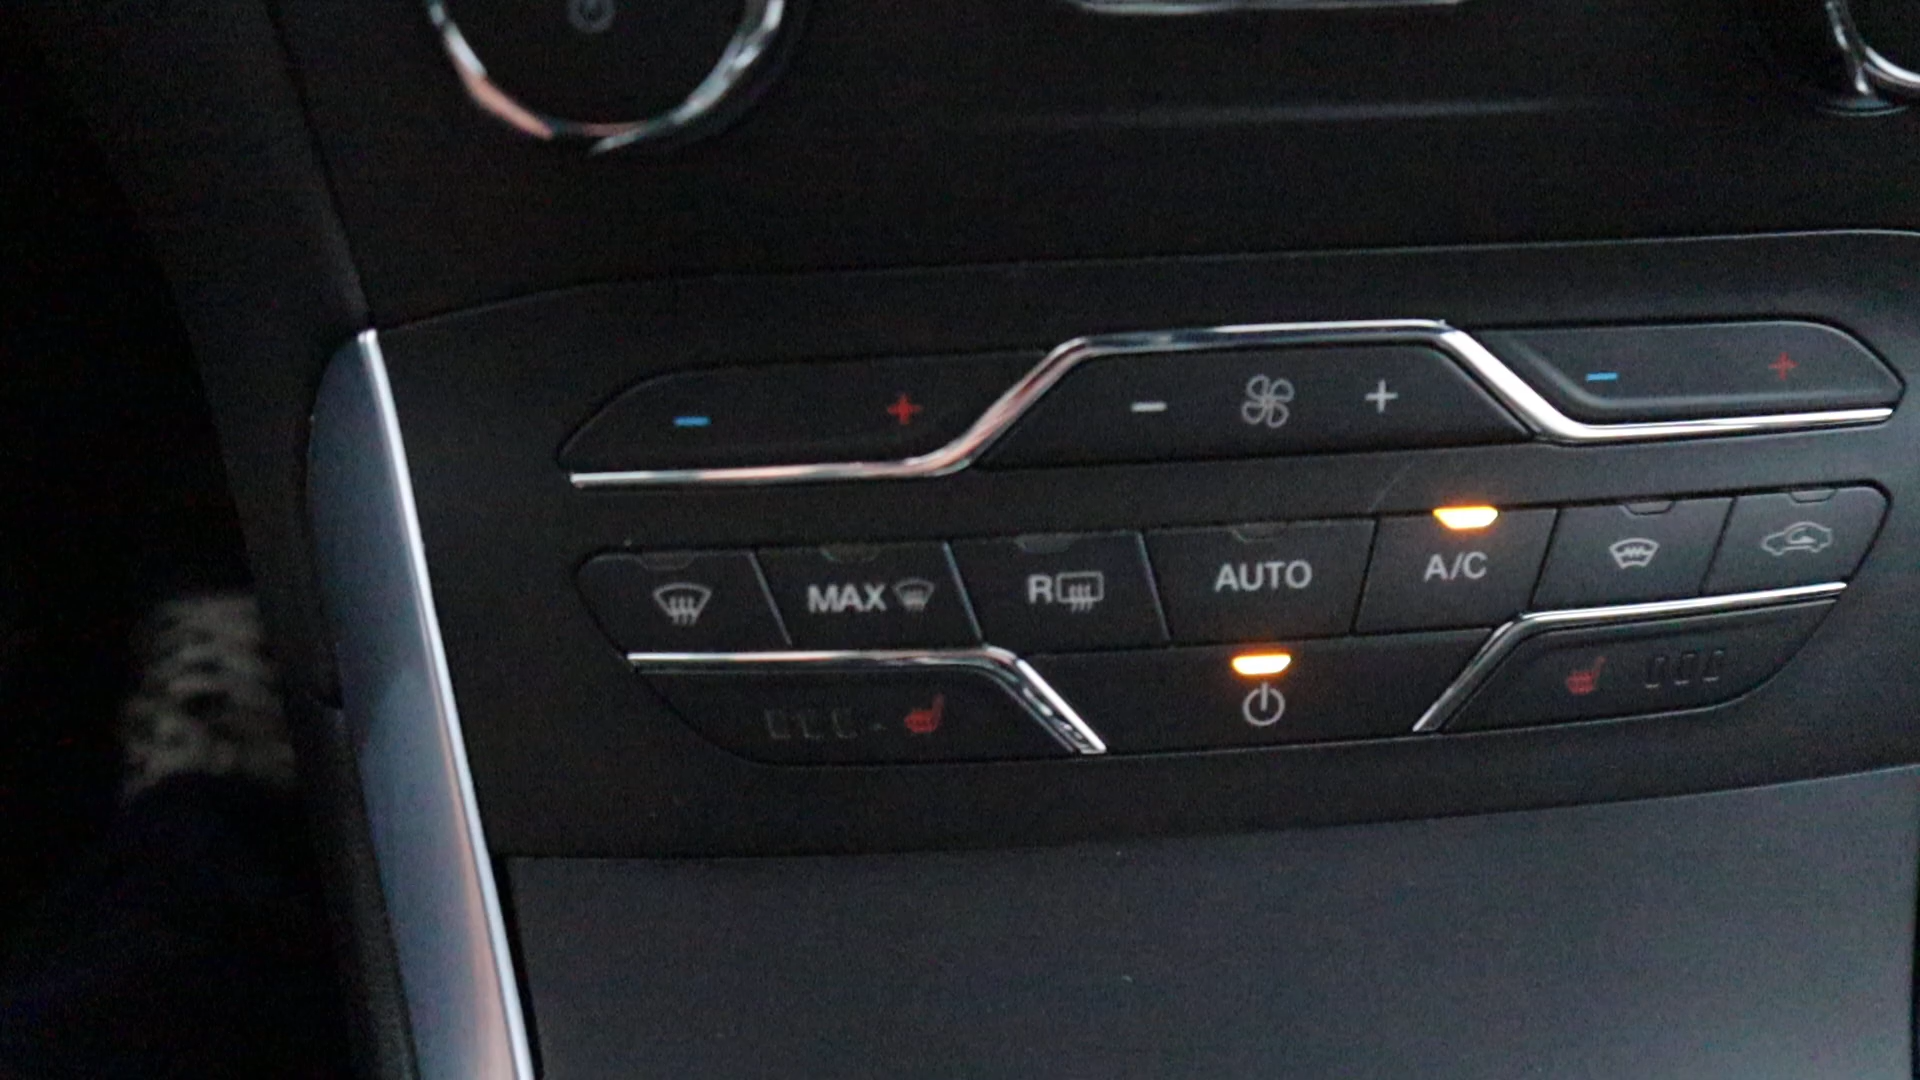 - +
- +
- +
MAX
R
AUTO
A/C